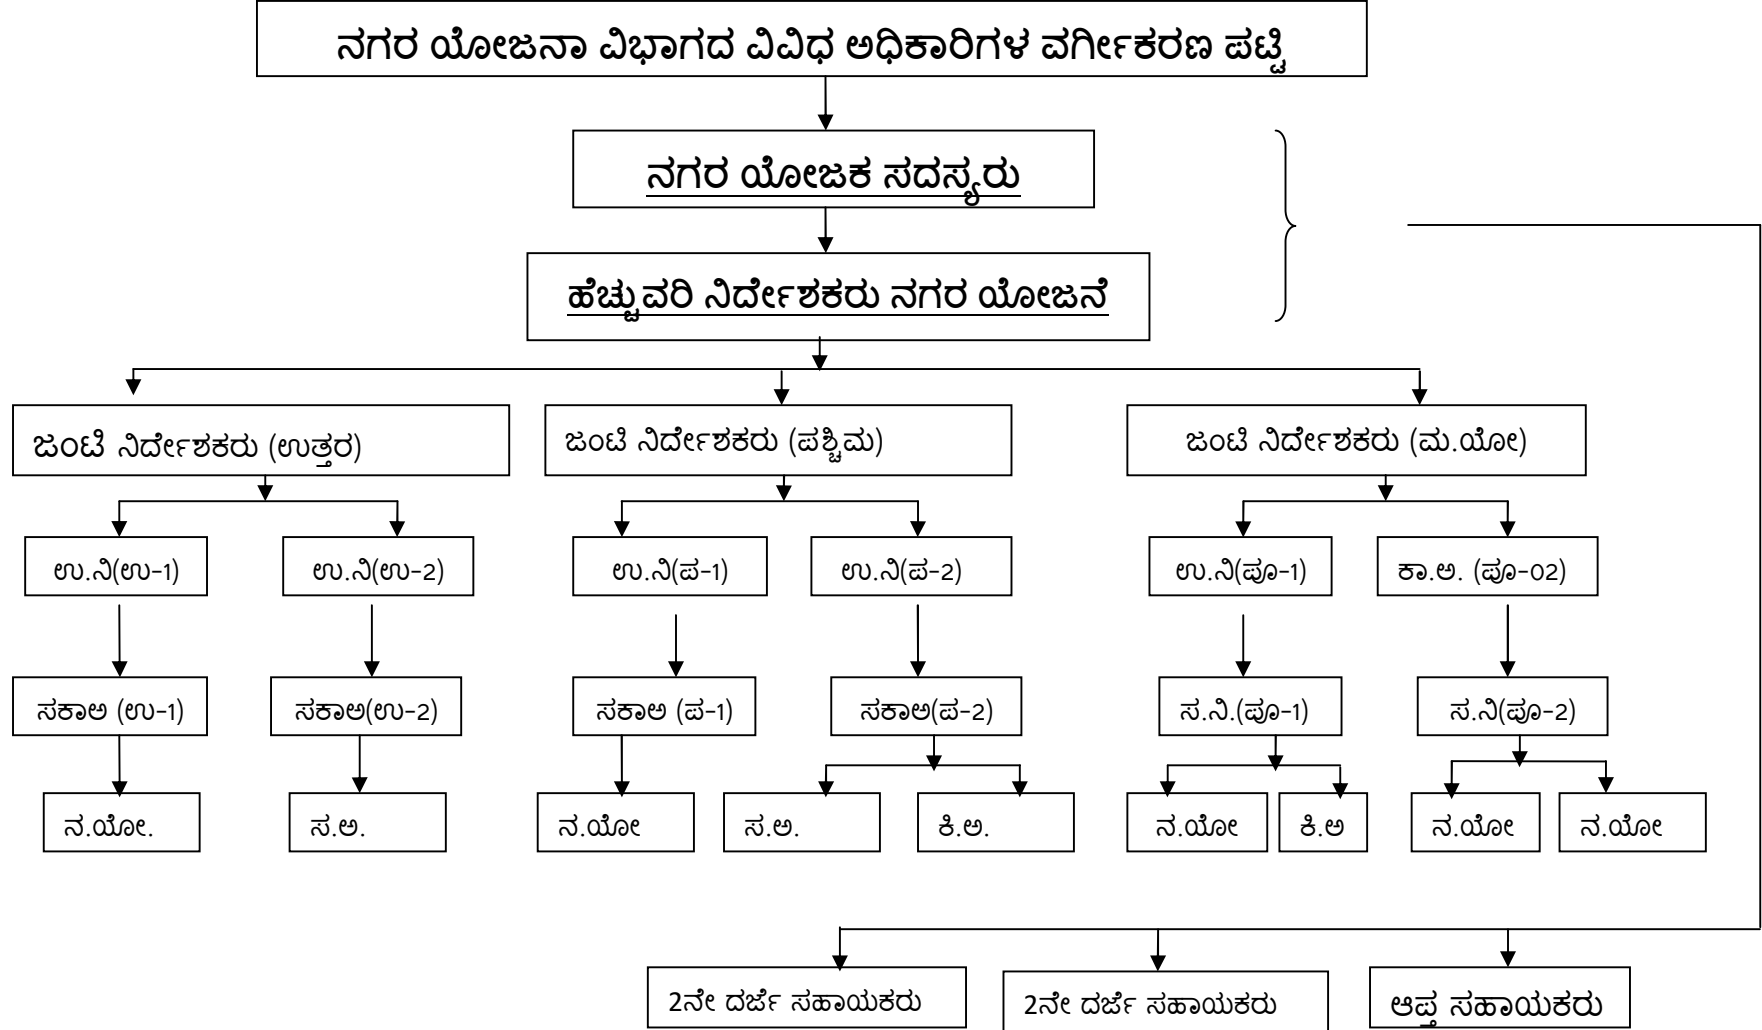 ನಗರ ಯೋಜನಾ ವಿಭಾಗದ ವಿವಿಧ ಅಧಿಕಾರಿಗಳ ವರ್ಗೀಕರಣ ಪಟ್ಟಿ
ನಗರ ಯೋಜಕ ಸದಸ್ಯರು
ಹೆಚ್ಚುವರಿ ನಿರ್ದೇಶಕರು ನಗರ ಯೋಜನೆ
ಜಂಟಿ ನಿರ್ದೇಶಕರು (ಉತ್ತರ)
ಜಂಟಿ ನಿರ್ದೇಶಕರು (ಪಶ್ಚಿಮ)
ಜಂಟಿ ನಿರ್ದೇಶಕರು (ಮ.ಯೋ)
ಉ.ನಿ(ಉ-1)
ಉ.ನಿ(ಉ-2)
ಉ.ನಿ(ಪ-1)
ಉ.ನಿ(ಪ-2)
ಉ.ನಿ(ಪೂ-1)
ಕಾ.ಅ. (ಪೂ-02)
ಸಕಾಅ (ಉ-1)
ಸಕಾಅ(ಉ-2)
ಸಕಾಅ (ಪ-1)
ಸಕಾಅ(ಪ-2)
ಸ.ನಿ.(ಪೂ-1)
ಸ.ನಿ(ಪೂ-2)
ನ.ಯೋ.
ಸ.ಅ.
ನ.ಯೋ
ಸ.ಅ.
ಕಿ.ಅ.
ನ.ಯೋ
ಕಿ.ಅ
ನ.ಯೋ
ನ.ಯೋ
2ನೇ ದರ್ಜೆ ಸಹಾಯಕರು
2ನೇ ದರ್ಜೆ ಸಹಾಯಕರು
ಆಪ್ತ ಸಹಾಯಕರು